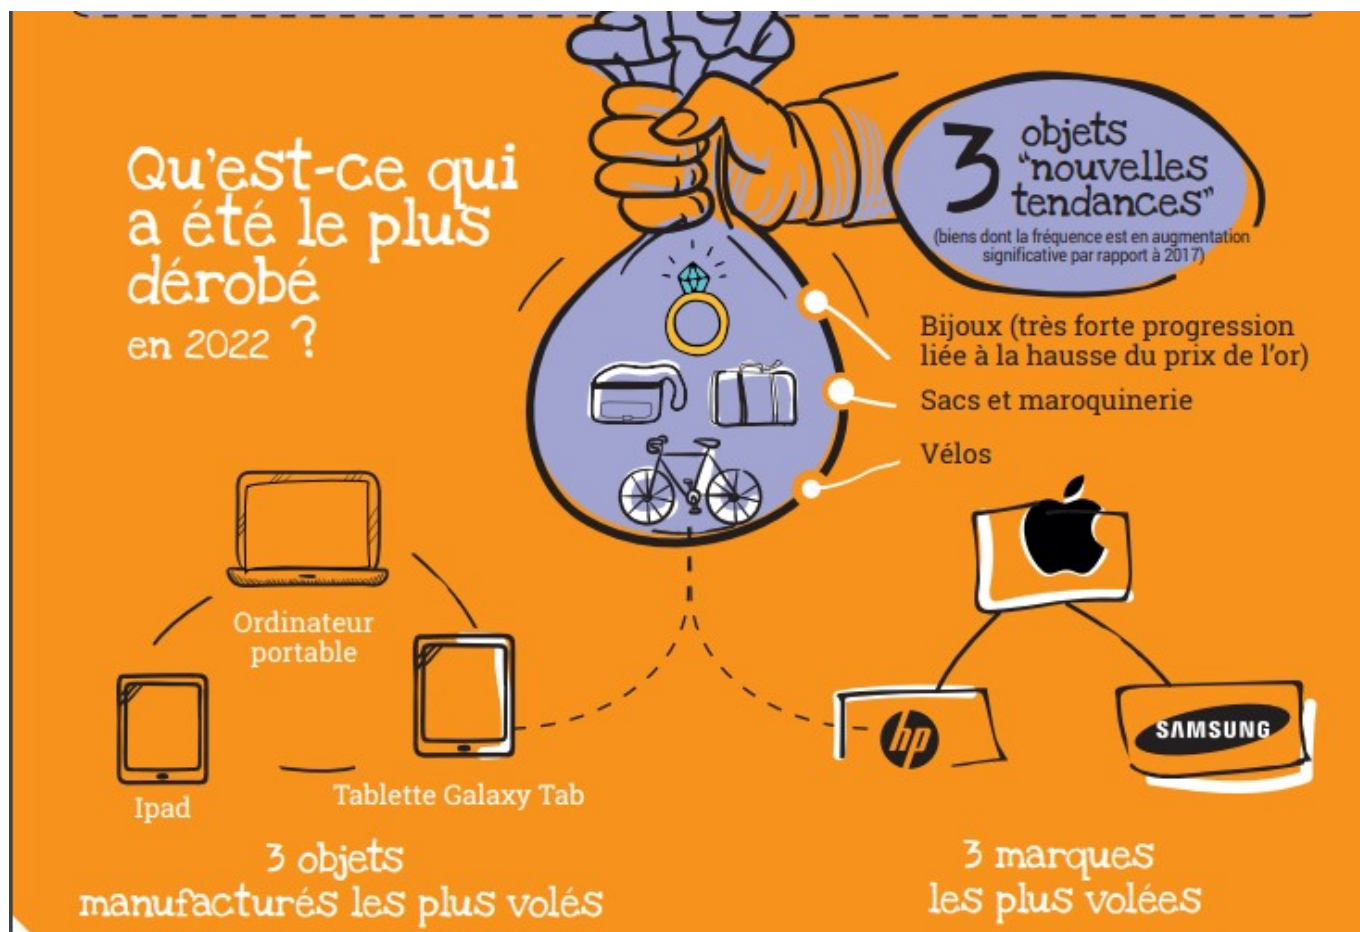 Qu'est-ce qui
a été le plus
dérobé
en 2022 ?
3 objets
"nouvelles
tendances"
(biens dont la fréquence est en augmentation
significative par rapport à 2017)
Bijoux (très forte progression
liée à la hausse du prix de l'or)
Sacs et maroquinerie
Vélos
Ordinateur
portable
Ipad
Tablette Galaxy Tab
3 objets
manufacturés les plus volés
hp
SAMSUNG
3 marques
les plus volées